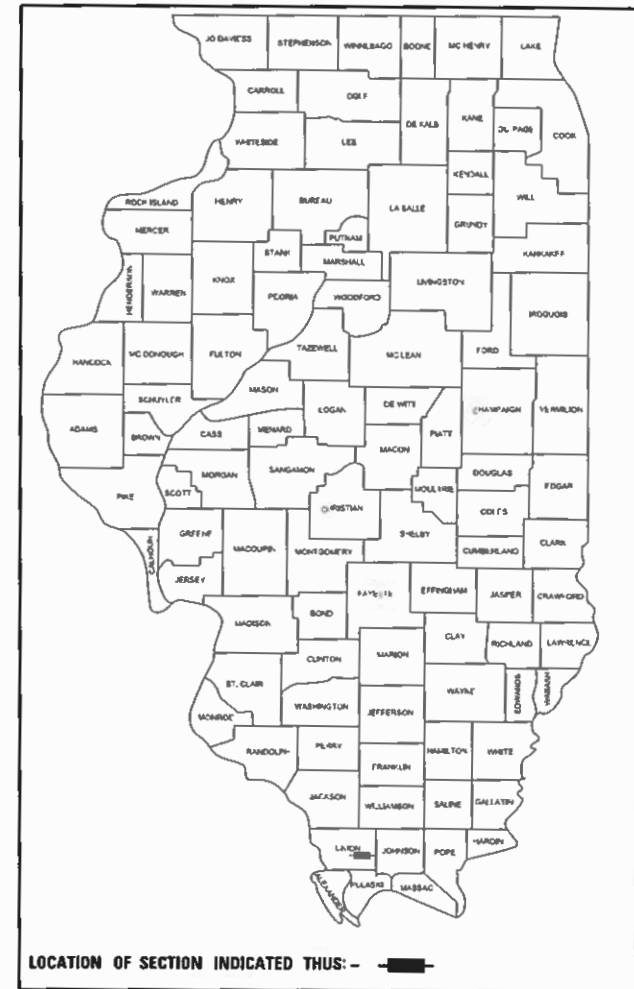 JO DAVIESS STEPHENSON WINNEBAGO BOONE MC HENRY LAKE
CARROLL OGLE DE KALB KANE DU PAGE COOK
WHITESIDE LEE KENDALL WILL
ROCK ISLAND HENRY BUREAU LA SALLE GRUNDY
MERCER PUTNAM KANKAKEE
STARK MARSHALL
HENDERSON WARREN KNOX PEORIA WOODFORD LIVINGSTON IROQUOIS
HANCOCK MC DONOUGH FULTON TAZEWELL MC LEAN FORD
SCHUYLER MASON LOGAN DE WITT CHAMPAIGN VERMILION
ADAMS BROWN CASS MENARD MACON PIATT
PIKE SCOTT MORGAN SANGAMON MOULTRIE DOUGLAS EDGAR
CHRISTIAN COLES
CALHOUN GREENE MACOUPIN MONTGOMERY SHELBY CUMBERLAND CLARK
JERSEY FAYETTE EFFINGHAM JASPER CRAWFORD
MADISON BOND CLAY RICHLAND LAWRENCE
CLINTON MARION
ST. CLAIR WASHINGTON WAYNE EDWARDS WABASH
MONROE JEFFERSON
RANDOLPH PERRY FRANKLIN HAMILTON WHITE
JACKSON WILLIAMSON SALINE GALLATIN
UNION JOHNSON POPE HARDIN
ALEXANDER PULASKI MASSAC
LOCATION OF SECTION INDICATED THUS: -